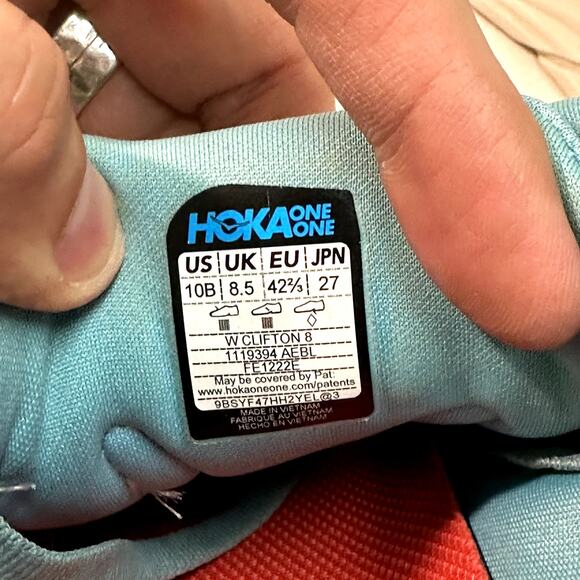 HOKA ONE ONE
US UK EU JPN
10B 8.5 42⅔ 27
W CLIFTON 8
1119394 AEBL
FE1222E
May be covered by Pat.
www.hokaoneone.com/patents
9BSYF47HH2YEL@3
MADE IN VIETNAM
FABRIQUE AU VIETNAM
HECHO EN VIETNAM